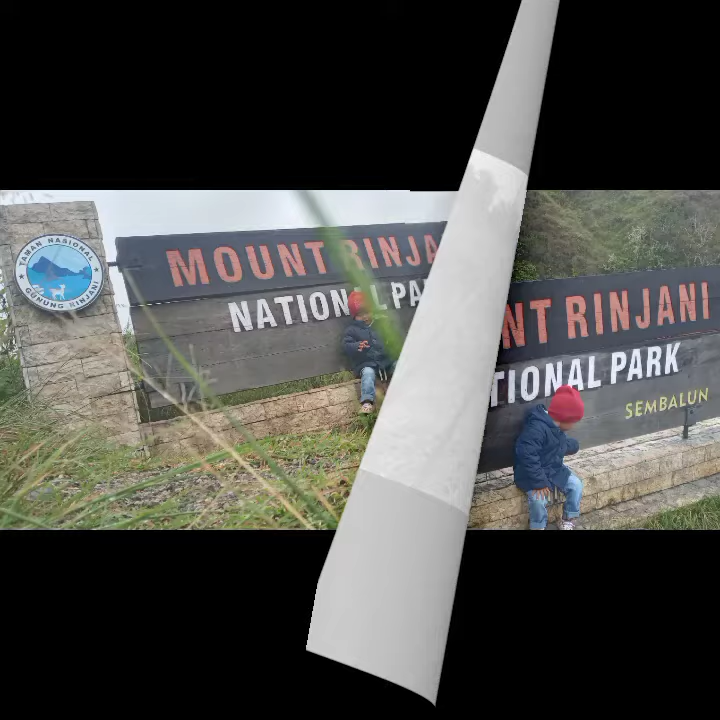 TAMAN NASIONAL
GUNUNG RINJANI
MOUNT RINJA
NATIONAL PA
NT RINJANI
TIONAL PARK
SEMBALUN